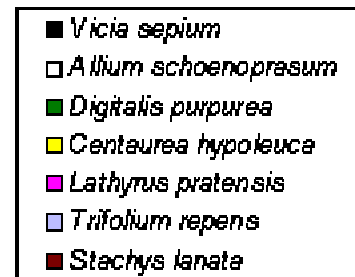 Vicia sepium
Allium schoenoprasum
Digitalis purpurea
Centaurea hypoleuca
Lathyrus pratensis
Trifolium repens
Stachys lanata